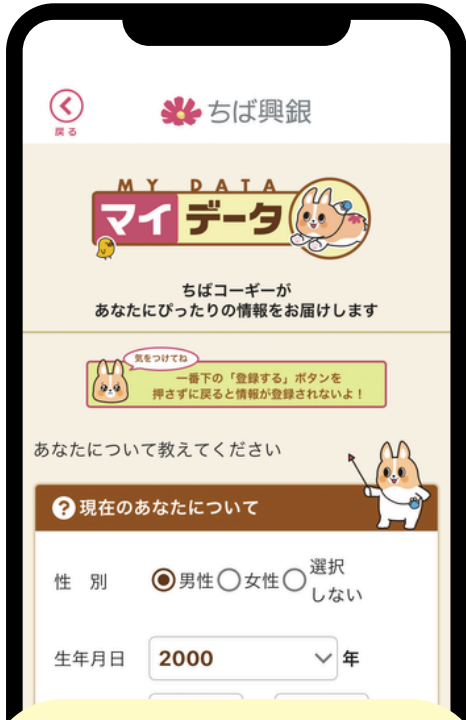 戻る
ちば興銀
MY DATA
マイデータ
ちばコーギーが
あなたにぴったりの情報をお届けします
気をつけてね
一番下の「登録する」ボタンを
押さずに戻ると情報が登録されないよ！
あなたについて教えてください
?現在のあなたについて
性 別 男性 女性 選択
しない
生年月日 2000 年